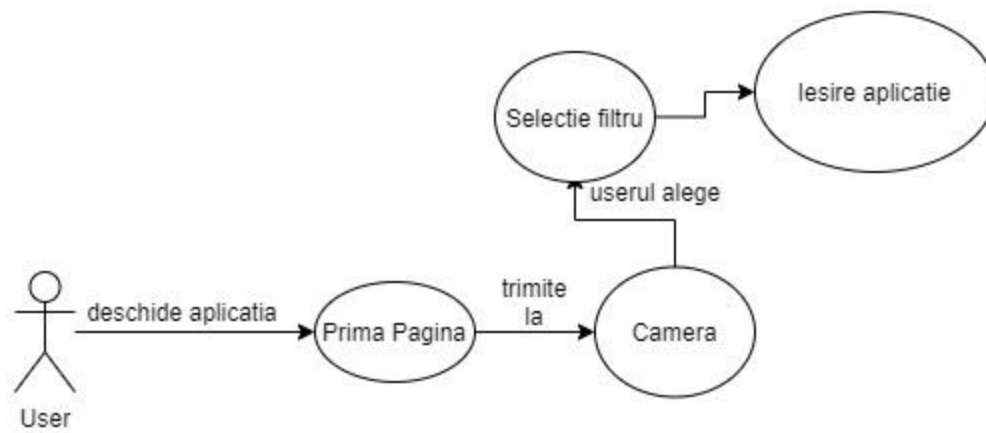 Iesire aplicatie
Selectie filtru
userul alege
deschide aplicatia
trimite
la
Prima Pagina
Camera
User